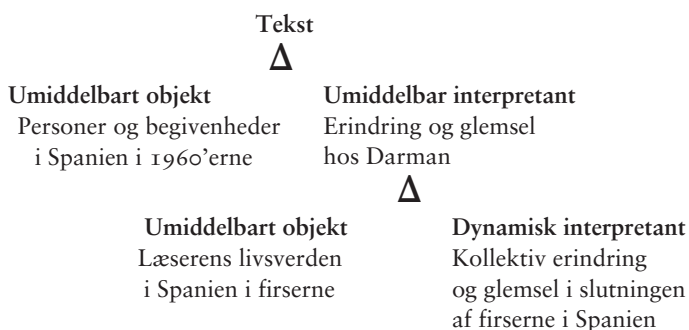 Tekst
Δ
Umiddelbart objekt
Personer og begivenheder
i Spanien i 1960'erne
Umiddelbar interpretant
Erindring og glemsel
hos Darman
Δ
Umiddelbart objekt
Læserens livsverden
i Spanien i firserne
Dynamisk interpretant
Kollektiv erindring
og glemsel i slutningen
af firserne i Spanien